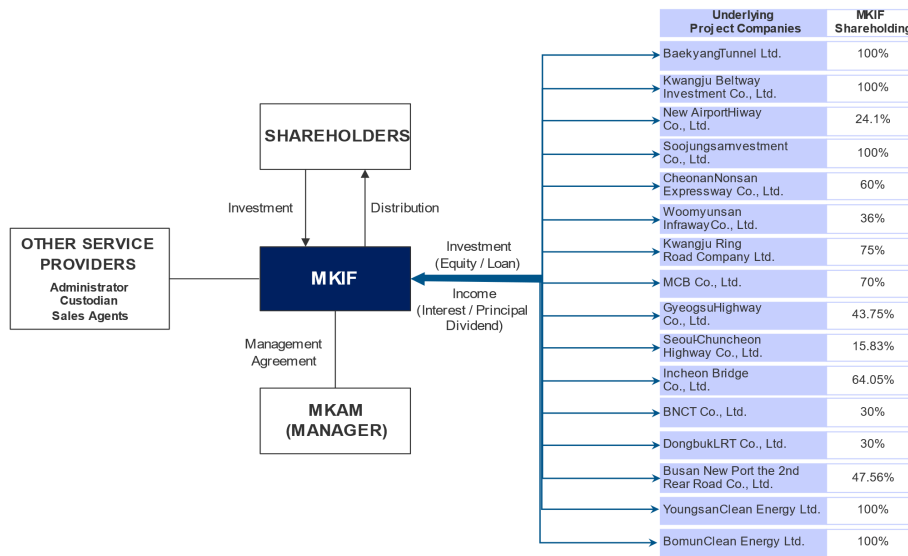 Underlying
Project Companies
MKIF
Shareholding
BaekyangTunnel Ltd.
100%
Kwangju Beltway
Investment Co., Ltd.
100%
New AirportHiway
Co., Ltd.
24.1%
Soojungsamvestment
Co., Ltd.
100%
CheonanNonsan
Expressway Co., Ltd.
60%
Woomyunsan
InfrawayCo., Ltd.
36%
Kwangju Ring
Road Company Ltd.
75%
MCB Co., Ltd.
70%
GyeogsuHighway
Co., Ltd.
43.75%
Seoul-Chuncheon
Highway Co., Ltd.
15.83%
Incheon Bridge
Co., Ltd.
64.05%
BNCT Co., Ltd.
30%
DongbukLRT Co., Ltd.
30%
Busan New Port the 2nd
Rear Road Co., Ltd.
47.56%
YoungsanClean Energy Ltd.
100%
BomunClean Energy Ltd.
100%
SHAREHOLDERS
Investment
Distribution
OTHER SERVICE
PROVIDERS
Administrator
Custodian
Sales Agents
MKIF
Investment
(Equity / Loan)
Income
(Interest / Principal
Dividend)
Management
Agreement
MKAM
(MANAGER)